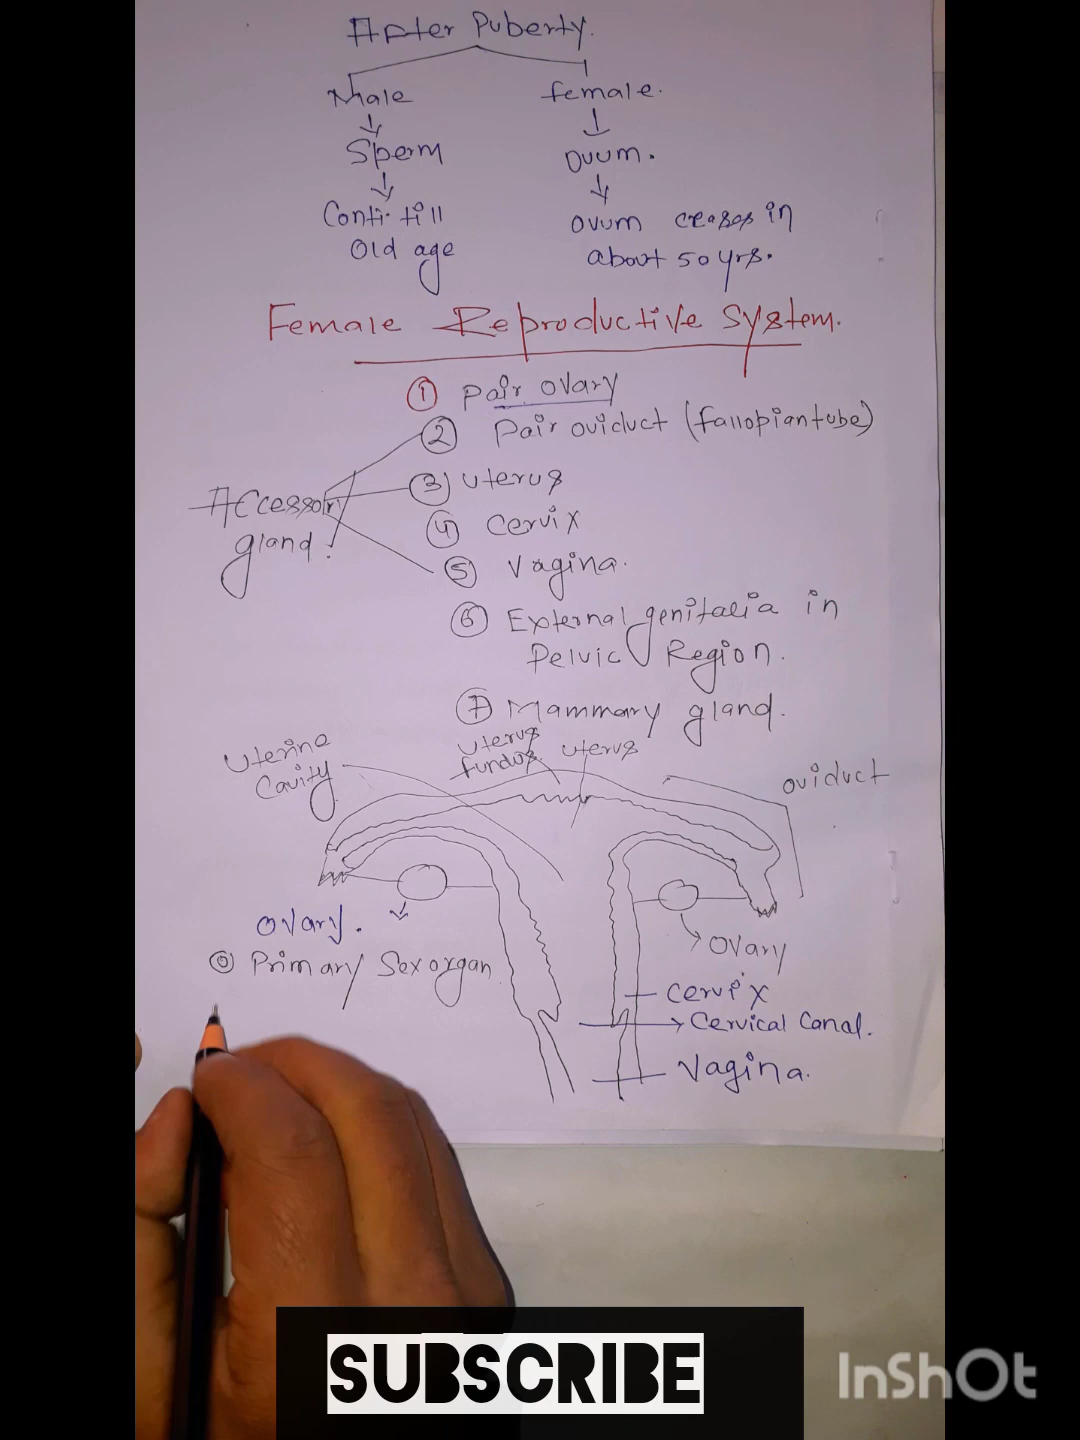 After Puberty.
Male
female.
Sperm
Ovum.
Conti. till
Old age
Ovum ceases in
about 50 yrs.
Female Reproductive System.
① Pair ovary
② Pair oviduct (fallopian tube)
③ Uterus
Accessory
gland.
④ Cervix
⑤ Vagina.
⑥ External genitalia in
Pelvic Region.
⑦ Mammary gland.
Uterine
Cavity
Uterus
fundus.
Uterus
oviduct
Ovary.
Primary Sex organ
Ovary
Cervix
Cervical Canal.
Vagina.
SUBSCRIBE
InShOt